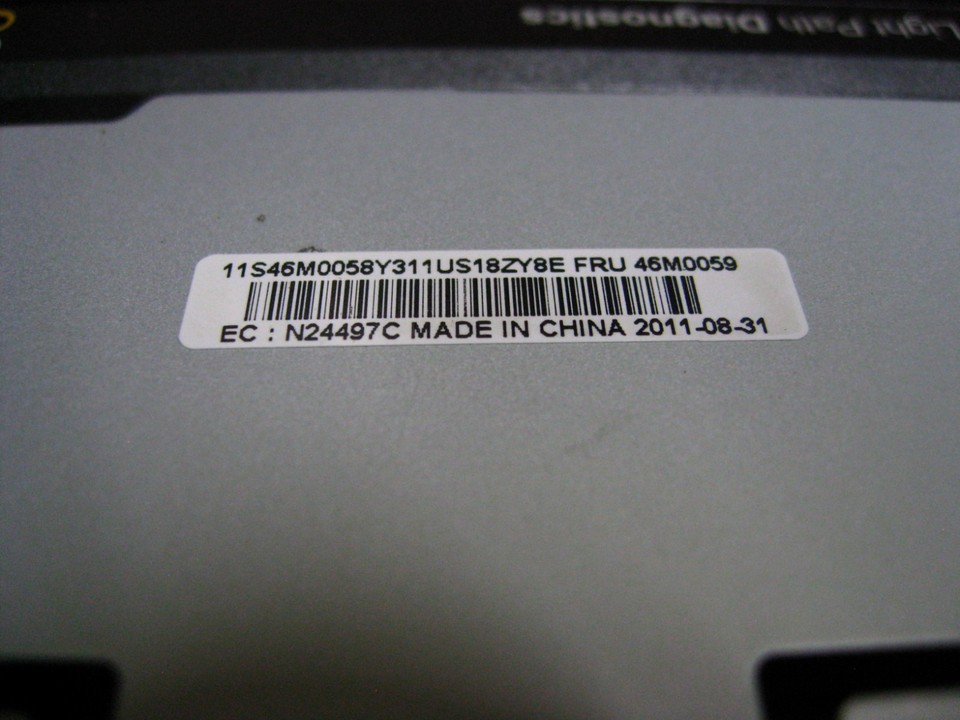 Light Path Diagnostics
11S46M0058Y311US18ZY8E FRU 46M0059
EC : N24497C MADE IN CHINA 2011-08-31